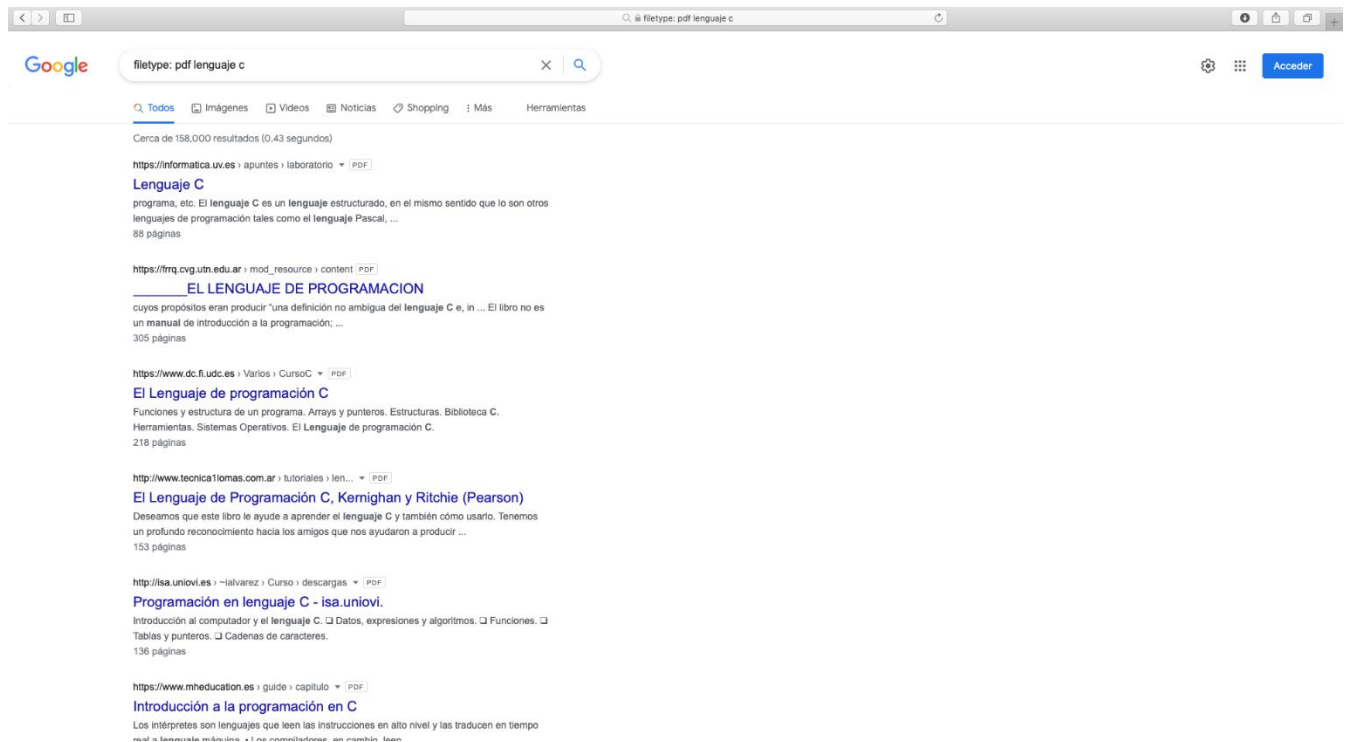 filetype: pdf lenguaje c
Google
filetype: pdf lenguaje c
Acceder
Todos Imágenes Videos Noticias Shopping Más Herramientas
Cerca de 158,000 resultados (0.43 segundos)
https://informatica.uv.es › apuntes › laboratorio PDF
Lenguaje C
programa, etc. El lenguaje C es un lenguaje estructurado, en el mismo sentido que lo son otros
lenguajes de programación tales como el lenguaje Pascal, ...
88 páginas
https://frrq.cvg.utn.edu.ar › mod_resource › content PDF
_______EL LENGUAJE DE PROGRAMACION
cuyos propósitos eran producir "una definición no ambigua del lenguaje C e, in ... El libro no es
un manual de introducción a la programación; ...
305 páginas
https://www.dc.fi.udc.es › Varios › CursoC PDF
El Lenguaje de programación C
Funciones y estructura de un programa. Arrays y punteros. Estructuras. Biblioteca C.
Herramientas. Sistemas Operativos. El Lenguaje de programación C.
218 páginas
http://www.tecnica1lomas.com.ar › tutoriales › len... PDF
El Lenguaje de Programación C, Kernighan y Ritchie (Pearson)
Deseamos que este libro le ayude a aprender el lenguaje C y también cómo usarlo. Tenemos
un profundo reconocimiento hacia los amigos que nos ayudaron a producir ...
153 páginas
http://isa.uniovi.es › ~ialvarez › Curso › descargas PDF
Programación en lenguaje C - isa.uniovi.
Introducción al computador y el lenguaje C. ❑ Datos, expresiones y algoritmos. ❑ Funciones. ❑
Tablas y punteros. ❑ Cadenas de caracteres.
136 páginas
https://www.mheducation.es › guide › capitulo PDF
Introducción a la programación en C
Los intérpretes son lenguajes que leen las instrucciones en alto nivel y las traducen en tiempo
real a lenguaje máquina. • Los compiladores, en cambio, leen